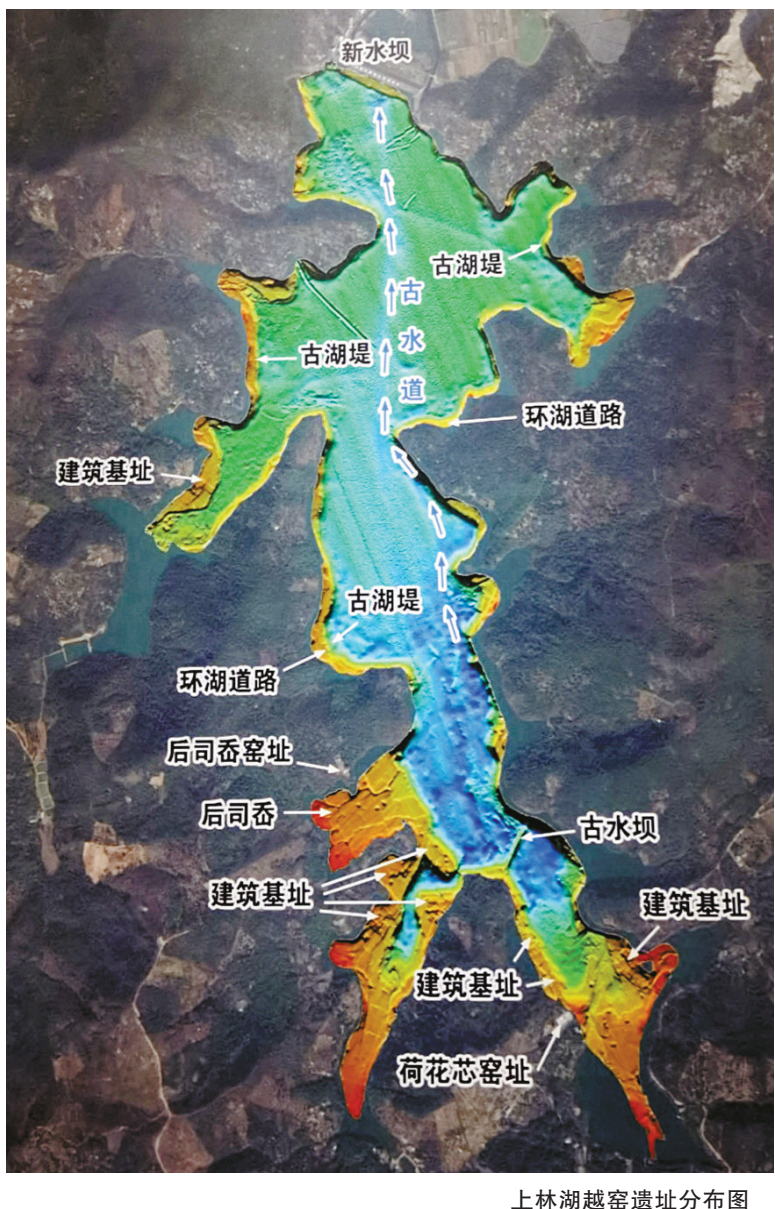 新水坝
古湖堤
古水道
古湖堤
环湖道路
建筑基址
古湖堤
环湖道路
后司岙窑址
后司岙
古水坝
建筑基址
建筑基址
建筑基址
荷花芯窑址
上林湖越窑遗址分布图